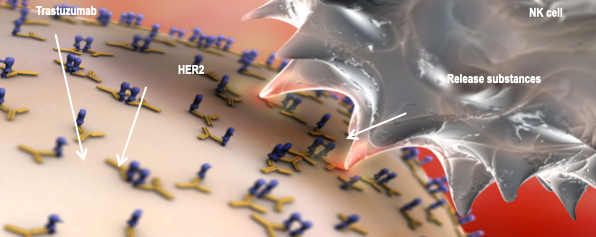 Trastuzumab
NK cell
HER2
Release substances